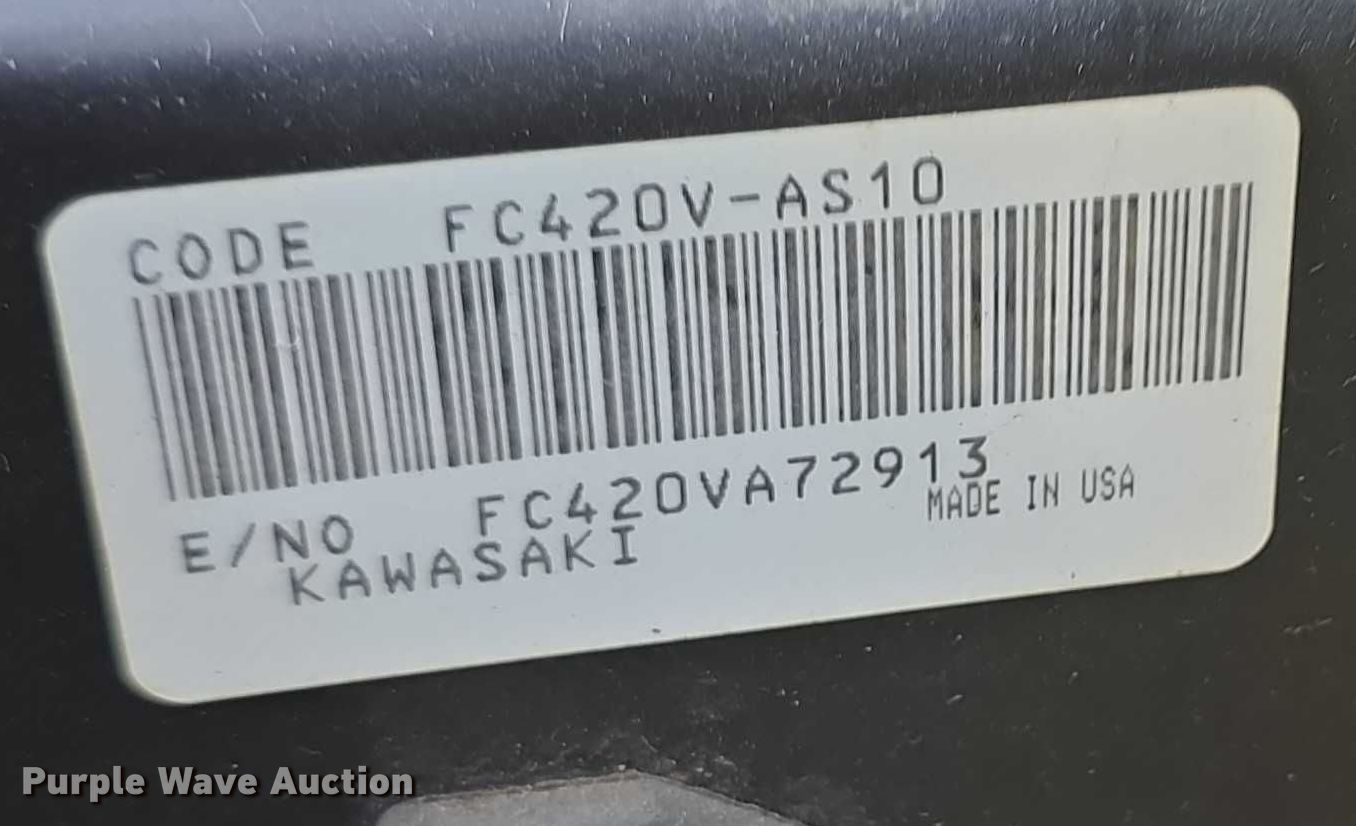 CODE FC420V-AS10
E/NO FC420VA72913
KAWASAKI MADE IN USA
Purple Wave Auction